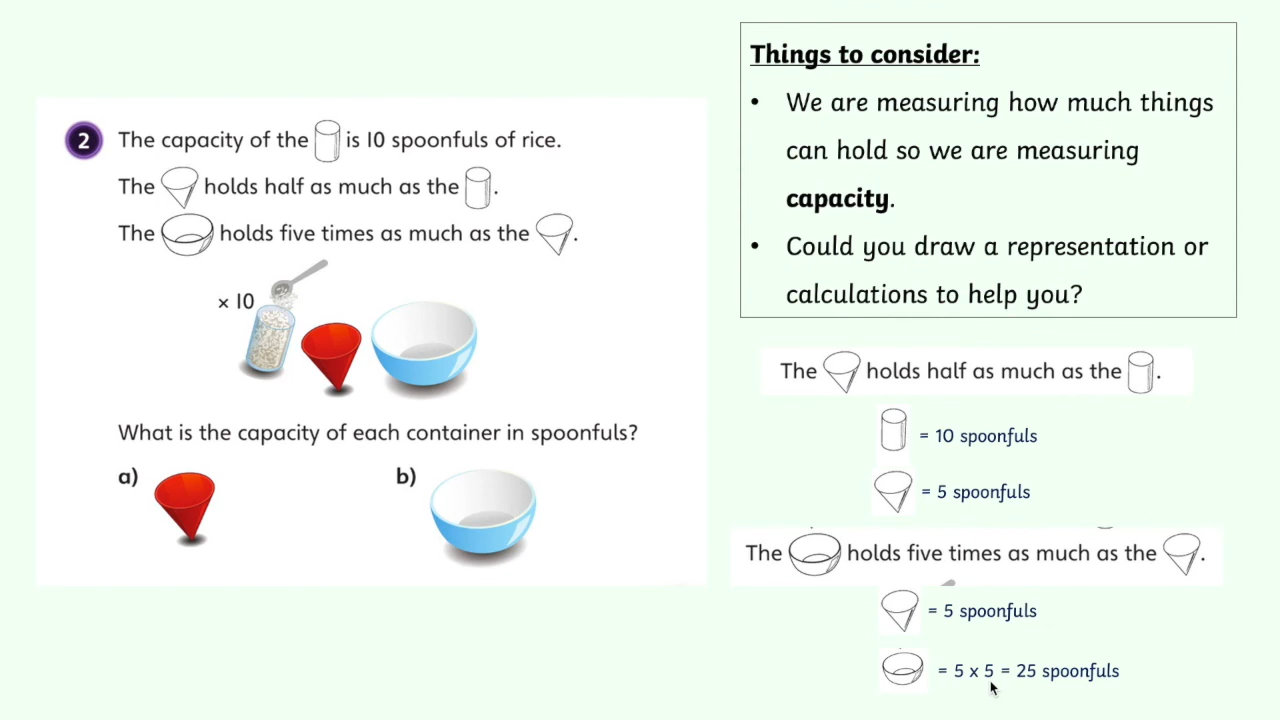 2
The capacity of the is 10 spoonfuls of rice.
The holds half as much as the .
The holds five times as much as the .
× 10
What is the capacity of each container in spoonfuls?
a)
b)
Things to consider:
• We are measuring how much things
can hold so we are measuring
capacity.
• Could you draw a representation or
calculations to help you?
The holds half as much as the .
= 10 spoonfuls
= 5 spoonfuls
The holds five times as much as the .
= 5 spoonfuls
= 5 x 5 = 25 spoonfuls